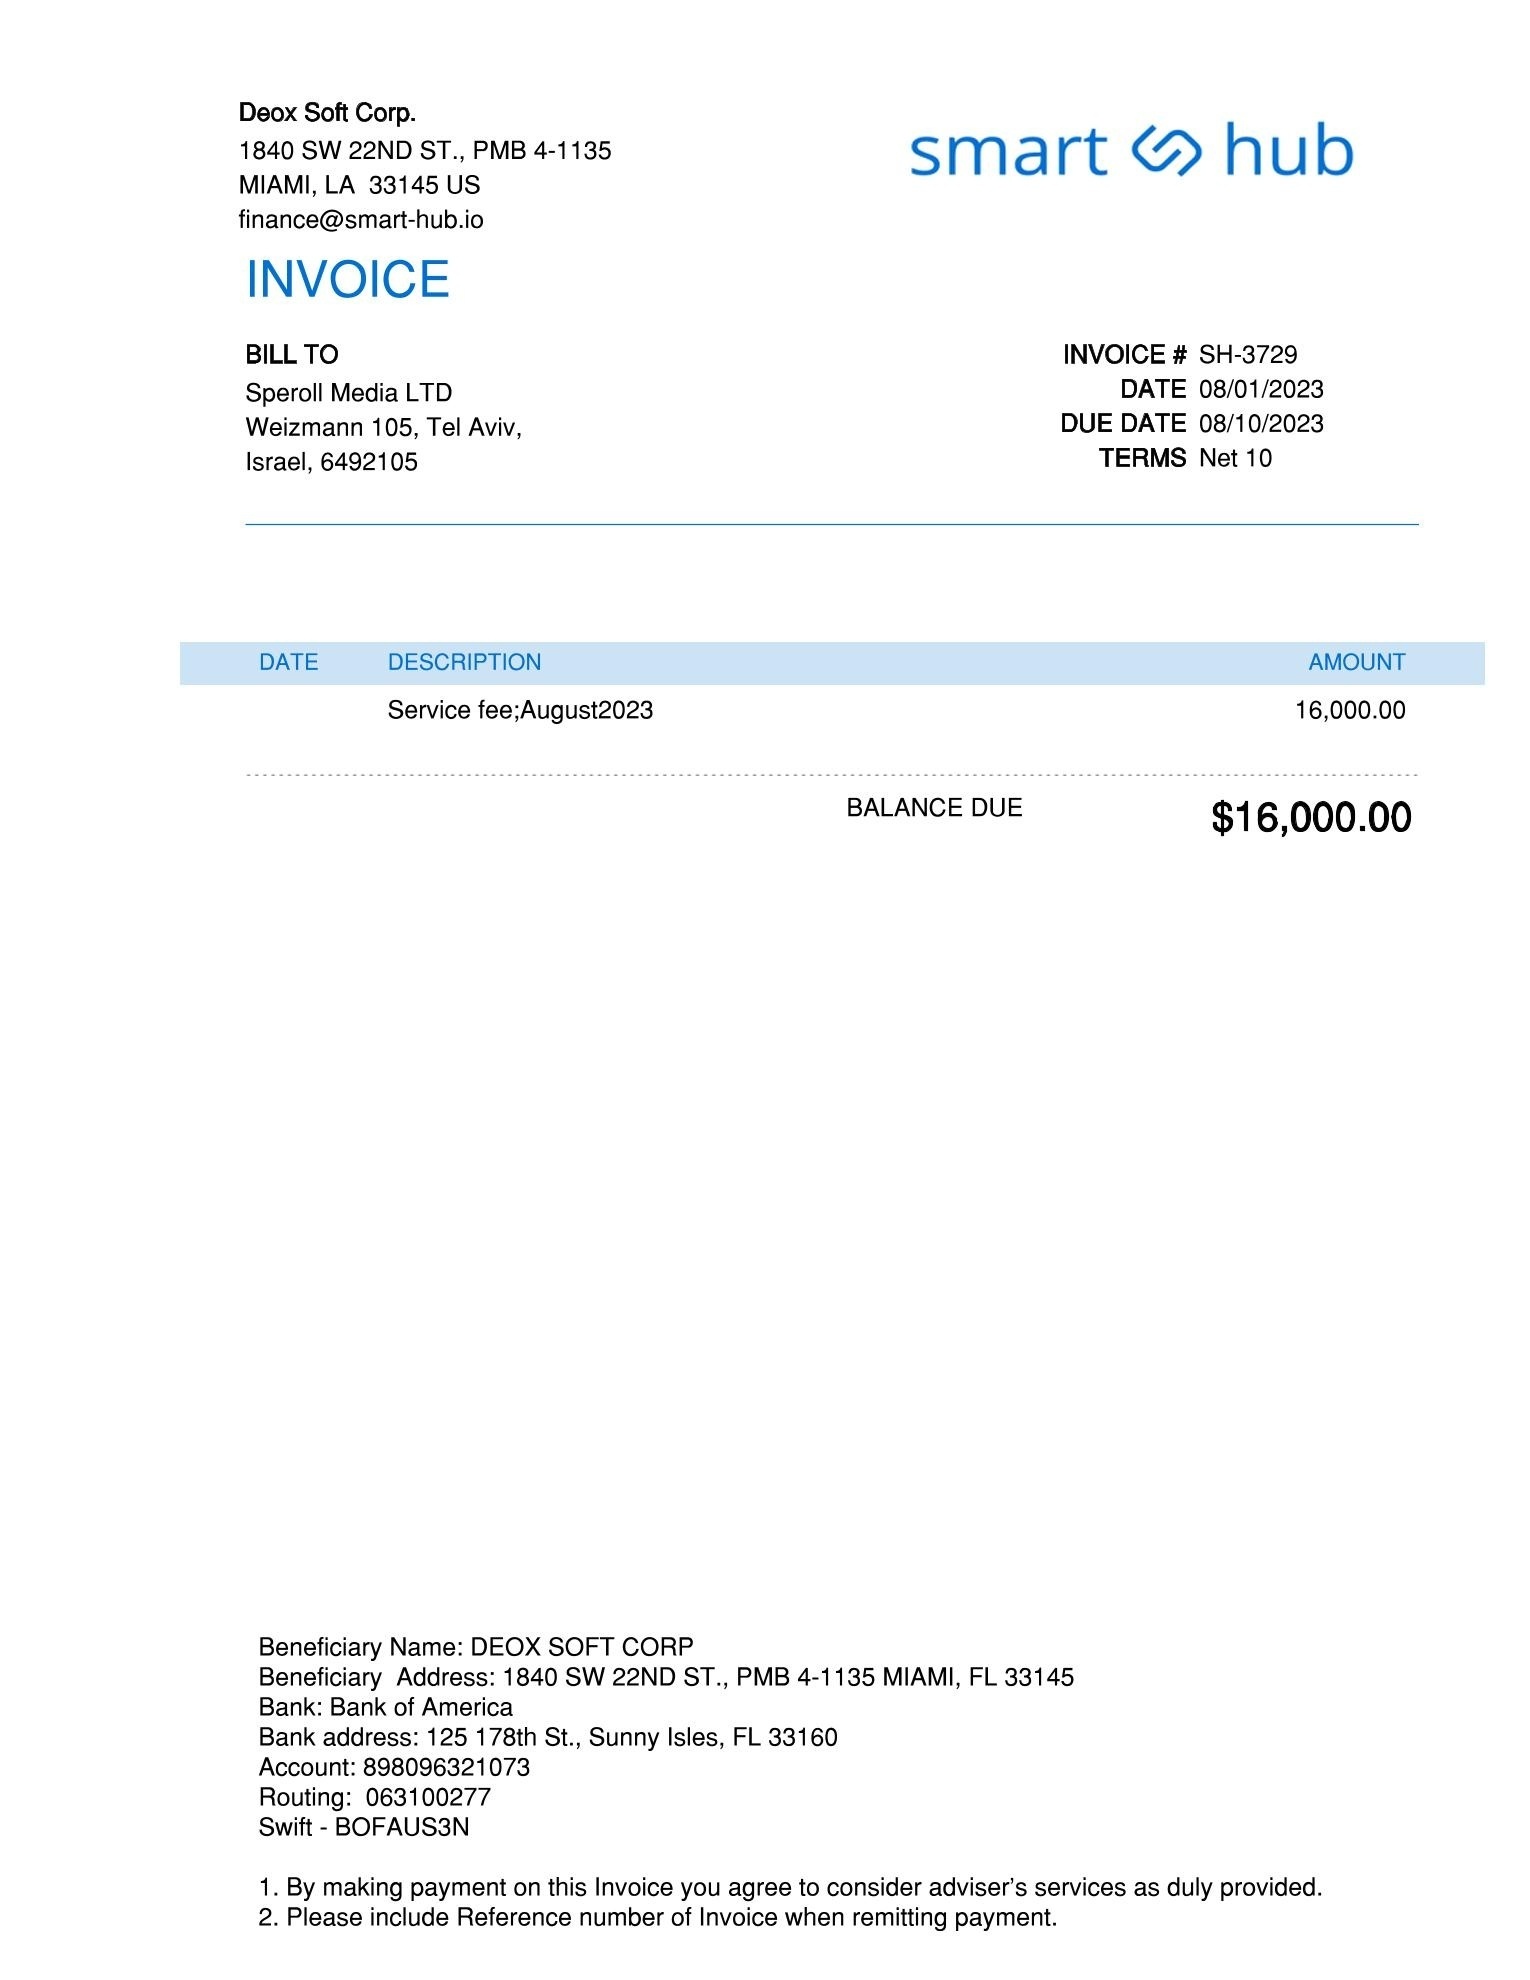 Deox Soft Corp.
1840 SW 22ND ST., PMB 4-1135
MIAMI, LA  33145 US
finance@smart-hub.io
smart hub
INVOICE
BILL TO
Speroll Media LTD
Weizmann 105, Tel Aviv,
Israel, 6492105
INVOICE # SH-3729
DATE 08/01/2023
DUE DATE 08/10/2023
TERMS Net 10
DATE DESCRIPTION AMOUNT
Service fee;August2023 16,000.00
BALANCE DUE $16,000.00
Beneficiary Name: DEOX SOFT CORP
Beneficiary  Address: 1840 SW 22ND ST., PMB 4-1135 MIAMI, FL 33145
Bank: Bank of America
Bank address: 125 178th St., Sunny Isles, FL 33160
Account: 898096321073
Routing:  063100277
Swift - BOFAUS3N
1. By making payment on this Invoice you agree to consider adviser’s services as duly provided.
2. Please include Reference number of Invoice when remitting payment.